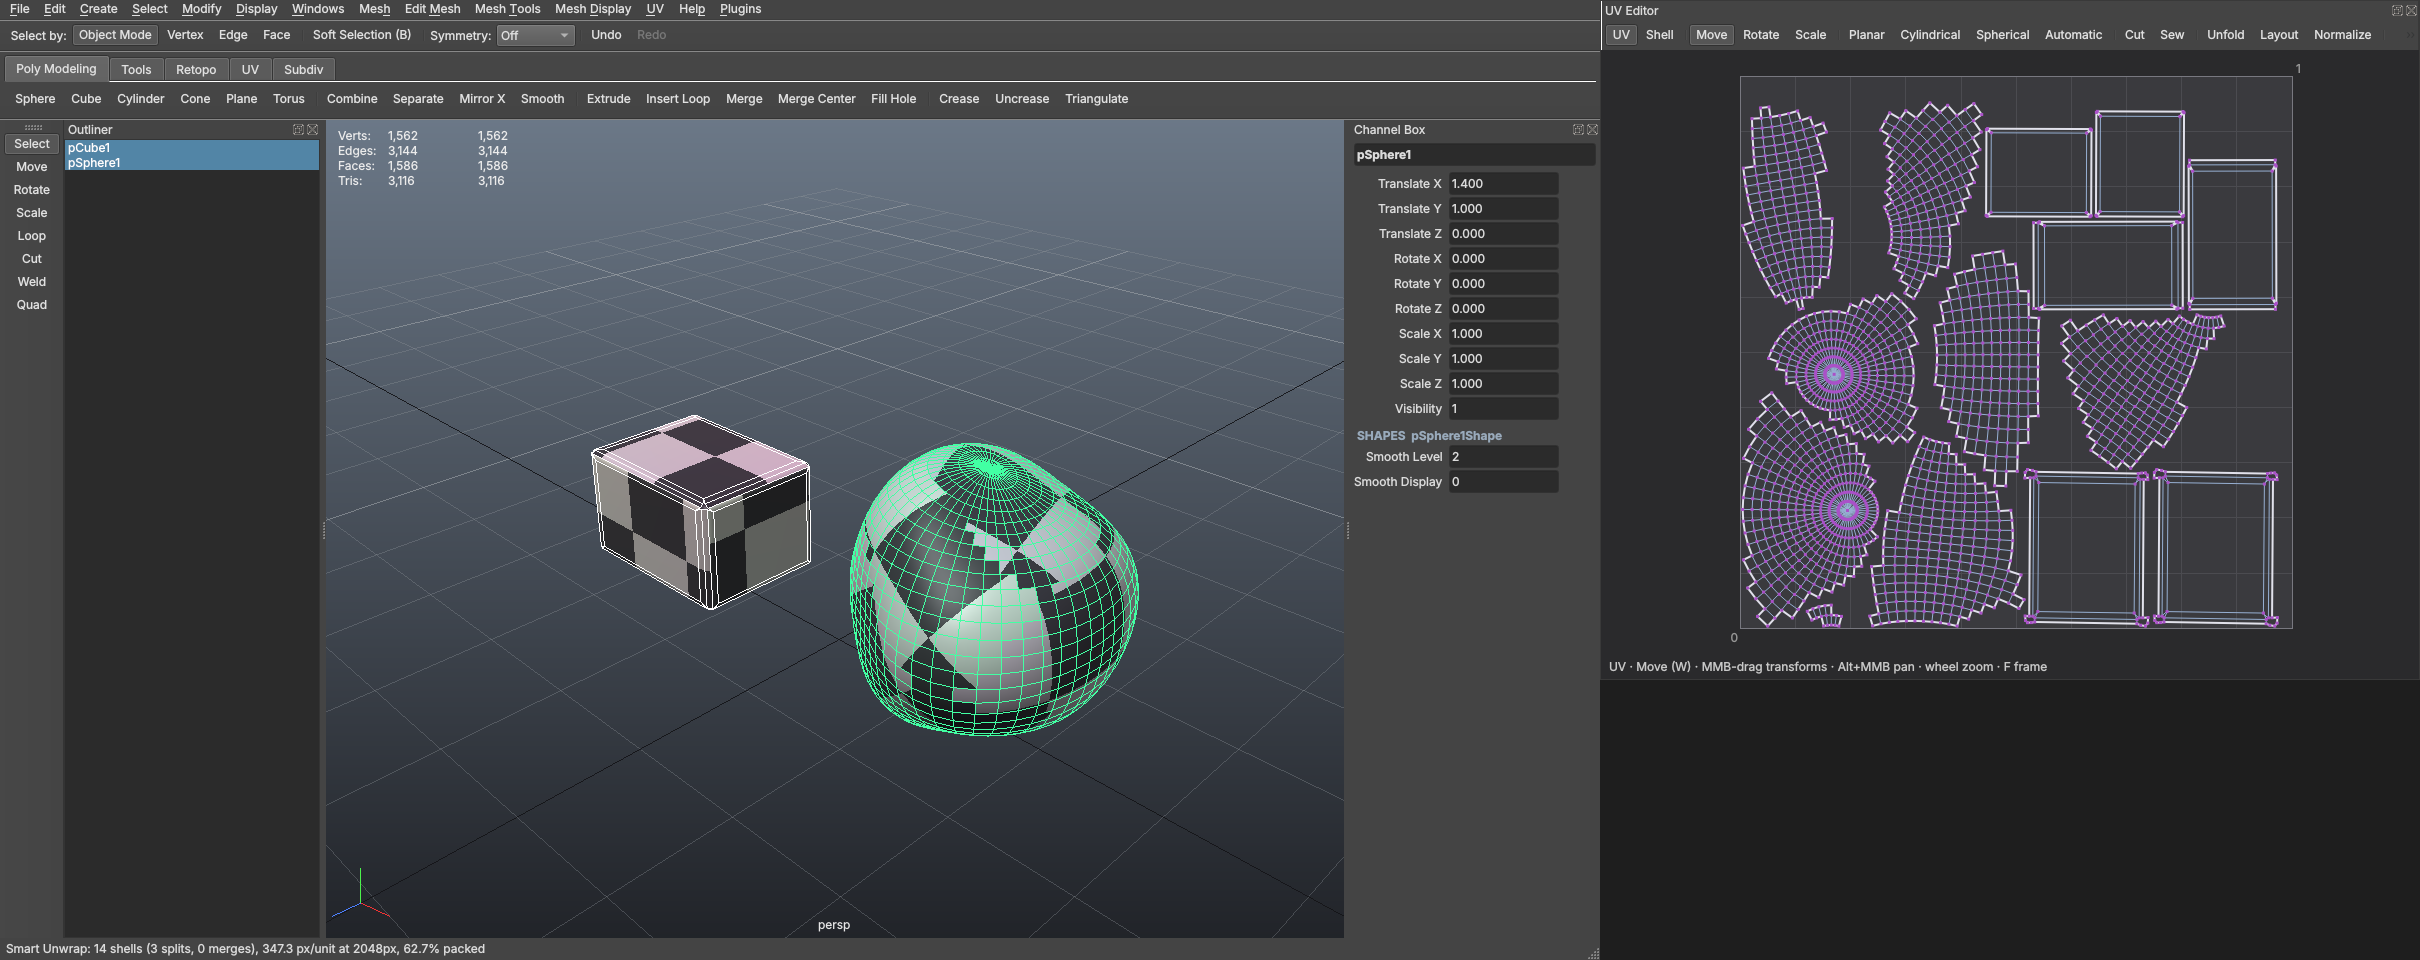 File Edit Create Select Modify Display Windows Mesh Edit Mesh Mesh Tools Mesh Display UV Help Plugins
Select by: Object Mode Vertex Edge Face Soft Selection (B) Symmetry: Off Undo Redo
Poly Modeling Tools Retopo UV Subdiv
Sphere Cube Cylinder Cone Plane Torus Combine Separate Mirror X Smooth Extrude Insert Loop Merge Merge Center Fill Hole Crease Uncrease Triangulate
Select
Move
Rotate
Scale
Loop
Cut
Weld
Quad
Outliner
pCube1
pSphere1
Verts: 1,562 1,562
Edges: 3,144 3,144
Faces: 1,586 1,586
Tris: 3,116 3,116
persp
Channel Box
pSphere1
Translate X 1.400
Translate Y 1.000
Translate Z 0.000
Rotate X 0.000
Rotate Y 0.000
Rotate Z 0.000
Scale X 1.000
Scale Y 1.000
Scale Z 1.000
Visibility 1
SHAPES pSphere1Shape
Smooth Level 2
Smooth Display 0
UV Editor
UV Shell Move Rotate Scale Planar Cylindrical Spherical Automatic Cut Sew Unfold Layout Normalize
1
0
UV · Move (W) · MMB-drag transforms · Alt+MMB pan · wheel zoom · F frame
Smart Unwrap: 14 shells (3 splits, 0 merges), 347.3 px/unit at 2048px, 62.7% packed